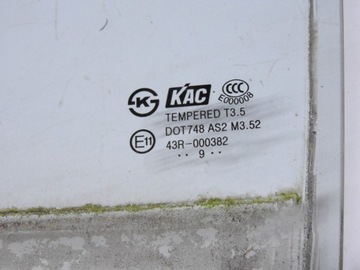 KAC
CCC
E000008
TEMPERED T3.5
DOT748 AS2 M3.52
E11
43R-000382
.. 9 ..